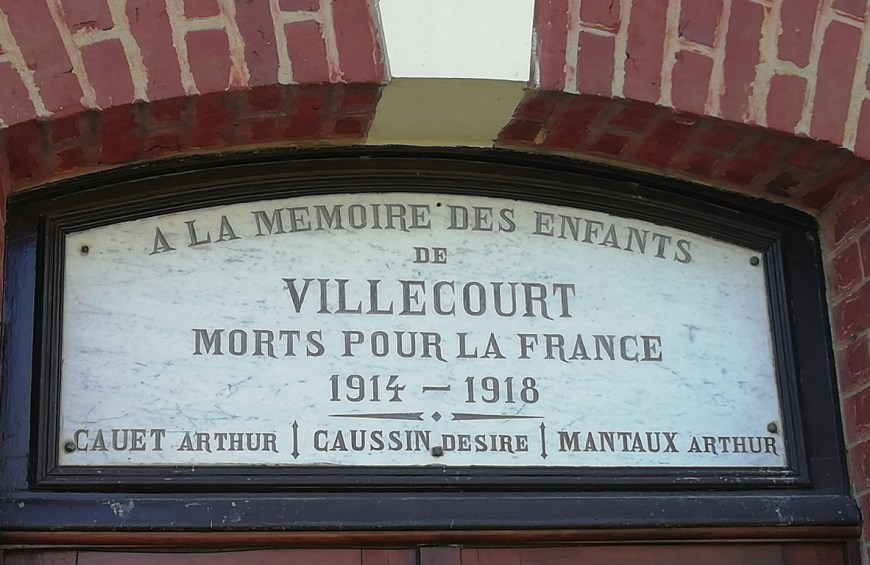 A LA MEMOIRE DES ENFANTS
DE
VILLECOURT
MORTS POUR LA FRANCE
1914 – 1918
CAUET ARTHUR | CAUSSIN DESIRE | MANTAUX ARTHUR